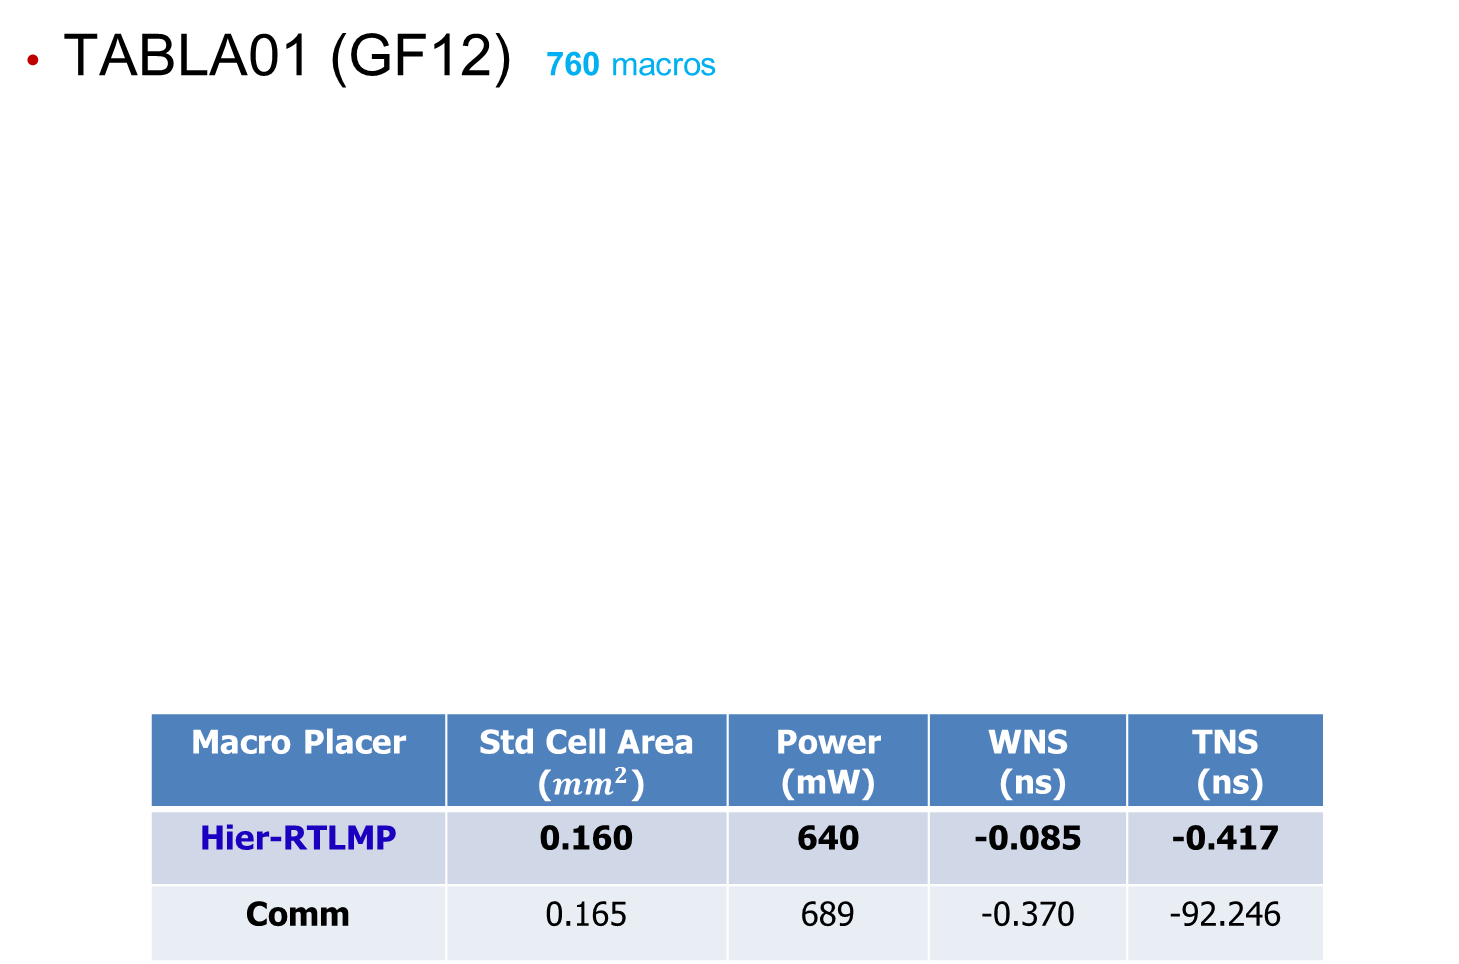 • TABLA01 (GF12) 760 macros
Macro Placer Std Cell Area Power WNS TNS
(mm²) (mW) (ns) (ns)
Hier-RTLMP 0.160 640 -0.085 -0.417
Comm 0.165 689 -0.370 -92.246